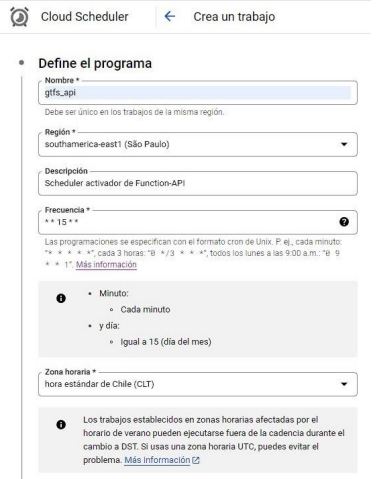 Cloud Scheduler
Crea un trabajo
Define el programa
Nombre *
gtfs_api
Debe ser único en los trabajos de la misma región.
Región *
southamerica-east1 (São Paulo)
Descripción
Scheduler activador de Function-API
Frecuencia *
* * 15 * *
Las programaciones se especifican con el formato cron de Unix. P. ej., cada minuto:
"* * * * *", cada 3 horas: "0 */3 * * *", todos los lunes a las 9:00 a.m.: "0 9
* * 1". Más información
Minuto:
Cada minuto
y día:
Igual a 15 (día del mes)
Zona horaria *
hora estándar de Chile (CLT)
Los trabajos establecidos en zonas horarias afectadas por el
horario de verano pueden ejecutarse fuera de la cadencia durante el
cambio a DST. Si usas una zona horaria UTC, puedes evitar el
problema. Más información